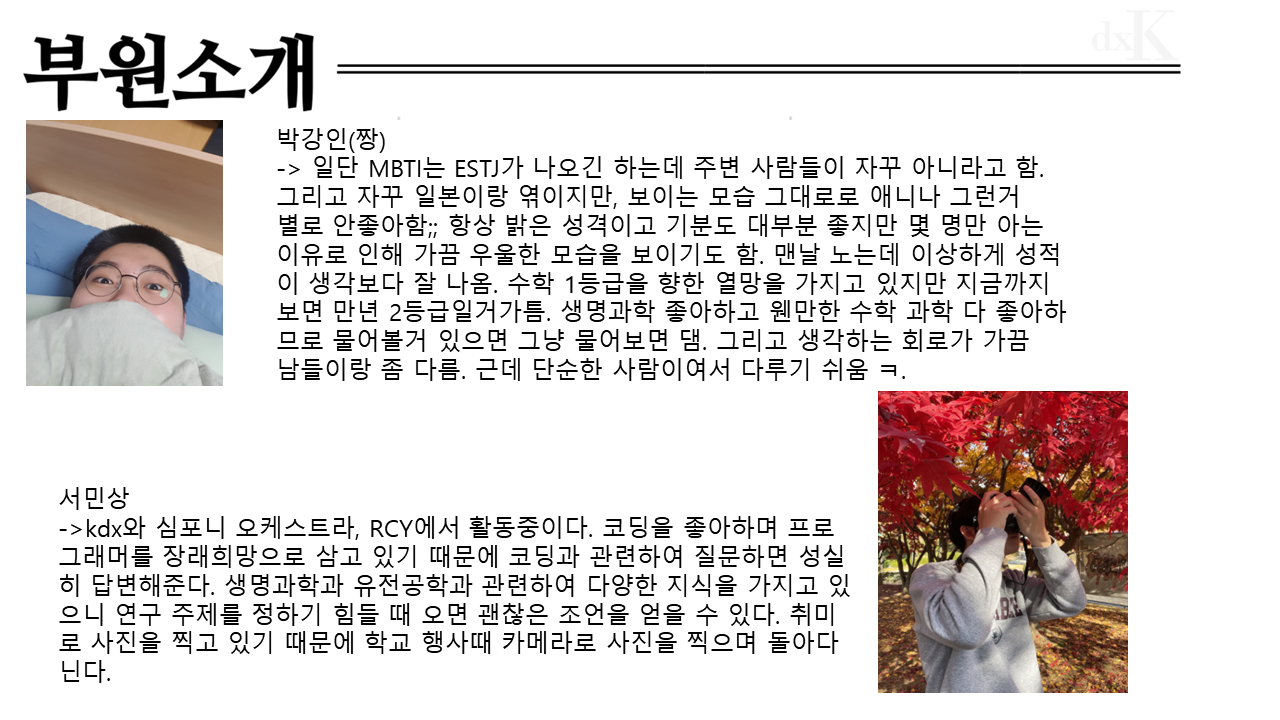 dxK
부원소개
박강인(짱)
-> 일단 MBTI는 ESTJ가 나오긴 하는데 주변 사람들이 자꾸 아니라고 함.
그리고 자꾸 일본이랑 엮이지만, 보이는 모습 그대로로 애니나 그런거
별로 안좋아함;; 항상 밝은 성격이고 기분도 대부분 좋지만 몇 명만 아는
이유로 인해 가끔 우울한 모습을 보이기도 함. 맨날 노는데 이상하게 성적
이 생각보다 잘 나옴. 수학 1등급을 향한 열망을 가지고 있지만 지금까지
보면 만년 2등급일거가틈. 생명과학 좋아하고 웬만한 수학 과학 다 좋아하
므로 물어볼거 있으면 그냥 물어보면 댐. 그리고 생각하는 회로가 가끔
남들이랑 좀 다름. 근데 단순한 사람이여서 다루기 쉬움 ㅋ.
서민상
->kdx와 심포니 오케스트라, RCY에서 활동중이다. 코딩을 좋아하며 프로
그래머를 장래희망으로 삼고 있기 때문에 코딩과 관련하여 질문하면 성실
히 답변해준다. 생명과학과 유전공학과 관련하여 다양한 지식을 가지고 있
으니 연구 주제를 정하기 힘들 때 오면 괜찮은 조언을 얻을 수 있다. 취미
로 사진을 찍고 있기 때문에 학교 행사때 카메라로 사진을 찍으며 돌아다
닌다.